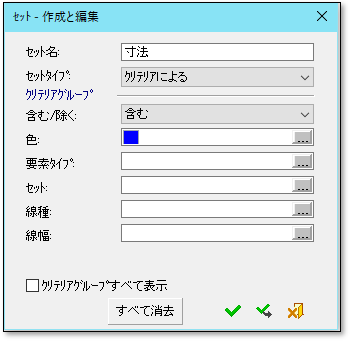 ｾｯﾄ - 作成と編集
ｾｯﾄ名: 寸法
ｾｯﾄﾀｲﾌﾟ: ｸﾘﾃﾘｱによる
ｸﾘﾃﾘｱｸﾞﾙｰﾌﾟ
含む/除く: 含む
色: ...
要素ﾀｲﾌﾟ: ...
ｾｯﾄ: ...
線種: ...
線幅: ...
ｸﾘﾃﾘｱｸﾞﾙｰﾌﾟすべて表示
すべて消去